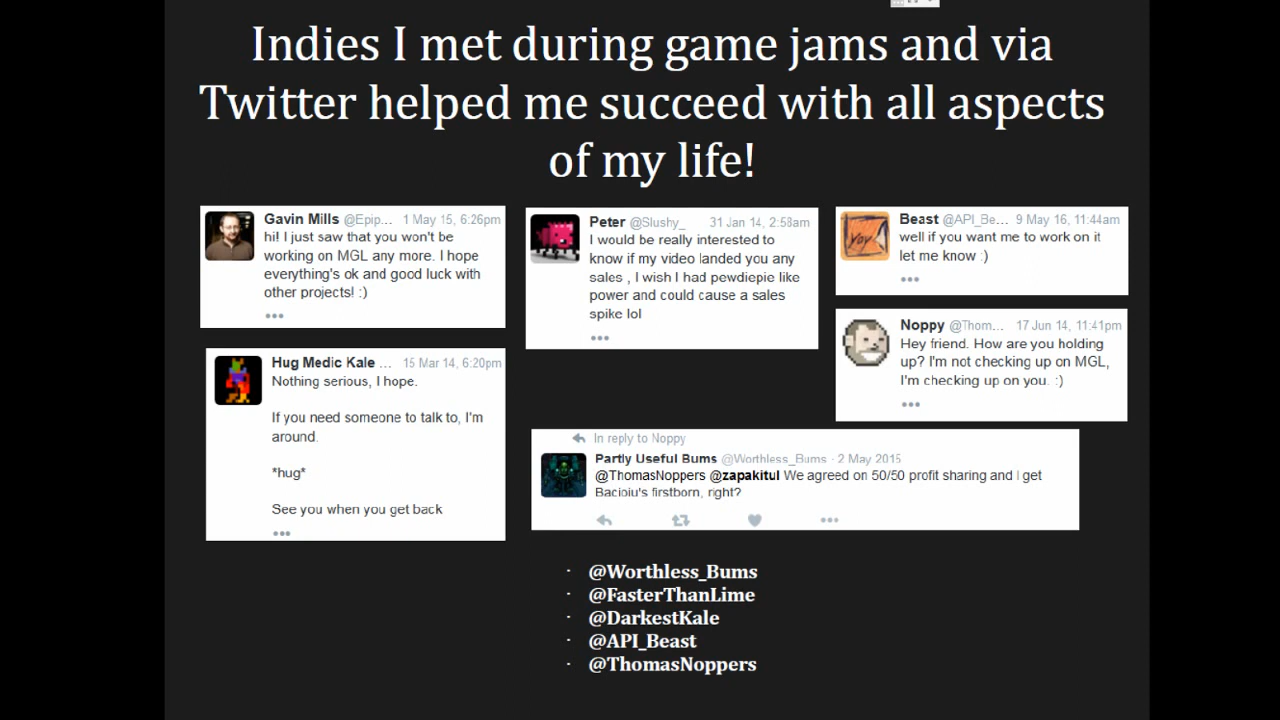 Indies I met during game jams and via
Twitter helped me succeed with all aspects
of my life!
Gavin Mills @Epip... 1 May 15, 6:26pm
hi! I just saw that you won't be
working on MGL any more. I hope
everything's ok and good luck with
other projects! :)
Peter @Slushy_ 31 Jan 14, 2:58am
I would be really interested to
know if my video landed you any
sales , I wish I had pewdiepie like
power and could cause a sales
spike lol
Beast @API_Be... 9 May 16, 11:44am
well if you want me to work on it
let me know :)
Noppy @Thom... 17 Jun 14, 11:41pm
Hey friend. How are you holding
up? I'm not checking up on MGL,
I'm checking up on you. :)
Hug Medic Kale ... 15 Mar 14, 6:20pm
Nothing serious, I hope.
If you need someone to talk to, I'm
around.
*hug*
See you when you get back
In reply to Noppy
Partly Useful Bums @Worthless_Bums · 2 May 2015
@ThomasNoppers @zapakitul We agreed on 50/50 profit sharing and I get
Bacioiu's firstborn, right?
· @Worthless_Bums
· @FasterThanLime
· @DarkestKale
· @API_Beast
· @ThomasNoppers